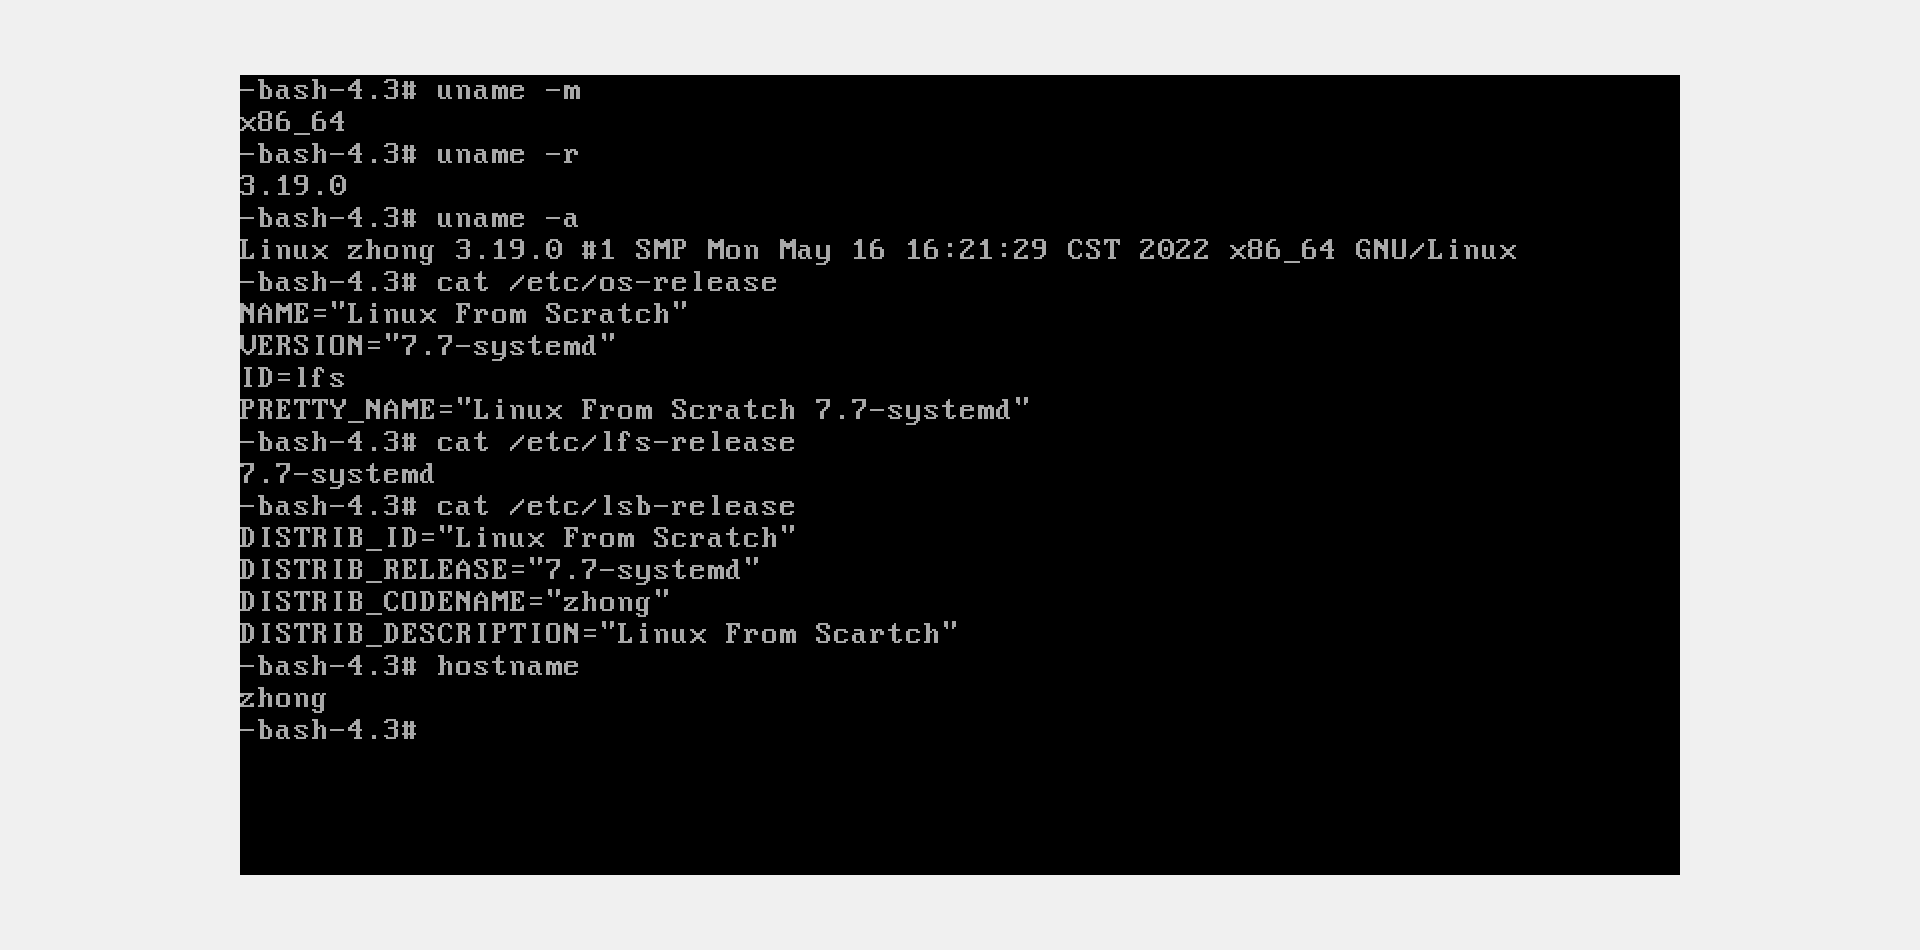 -bash-4.3# uname -m
x86_64
-bash-4.3# uname -r
3.19.0
-bash-4.3# uname -a
Linux zhong 3.19.0 #1 SMP Mon May 16 16:21:29 CST 2022 x86_64 GNU/Linux
-bash-4.3# cat /etc/os-release
NAME="Linux From Scratch"
VERSION="7.7-systemd"
ID=lfs
PRETTY_NAME="Linux From Scratch 7.7-systemd"
-bash-4.3# cat /etc/lfs-release
7.7-systemd
-bash-4.3# cat /etc/lsb-release
DISTRIB_ID="Linux From Scratch"
DISTRIB_RELEASE="7.7-systemd"
DISTRIB_CODENAME="zhong"
DISTRIB_DESCRIPTION="Linux From Scartch"
-bash-4.3# hostname
zhong
-bash-4.3#